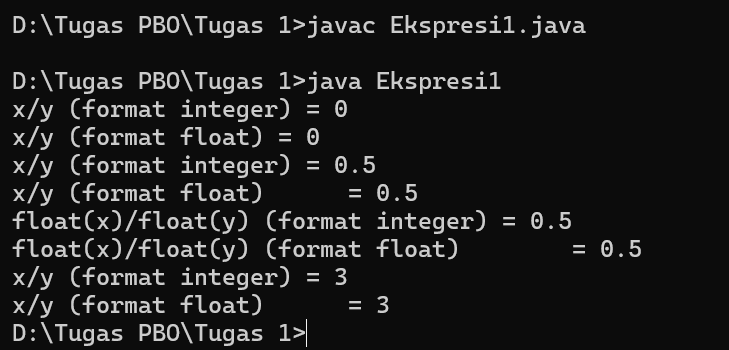 D:\Tugas PBO\Tugas 1>javac Ekspresi1.java
D:\Tugas PBO\Tugas 1>java Ekspresi1
x/y (format integer) = 0
x/y (format float) = 0
x/y (format integer) = 0.5
x/y (format float)      = 0.5
float(x)/float(y) (format integer) = 0.5
float(x)/float(y) (format float)        = 0.5
x/y (format integer) = 3
x/y (format float)      = 3
D:\Tugas PBO\Tugas 1>